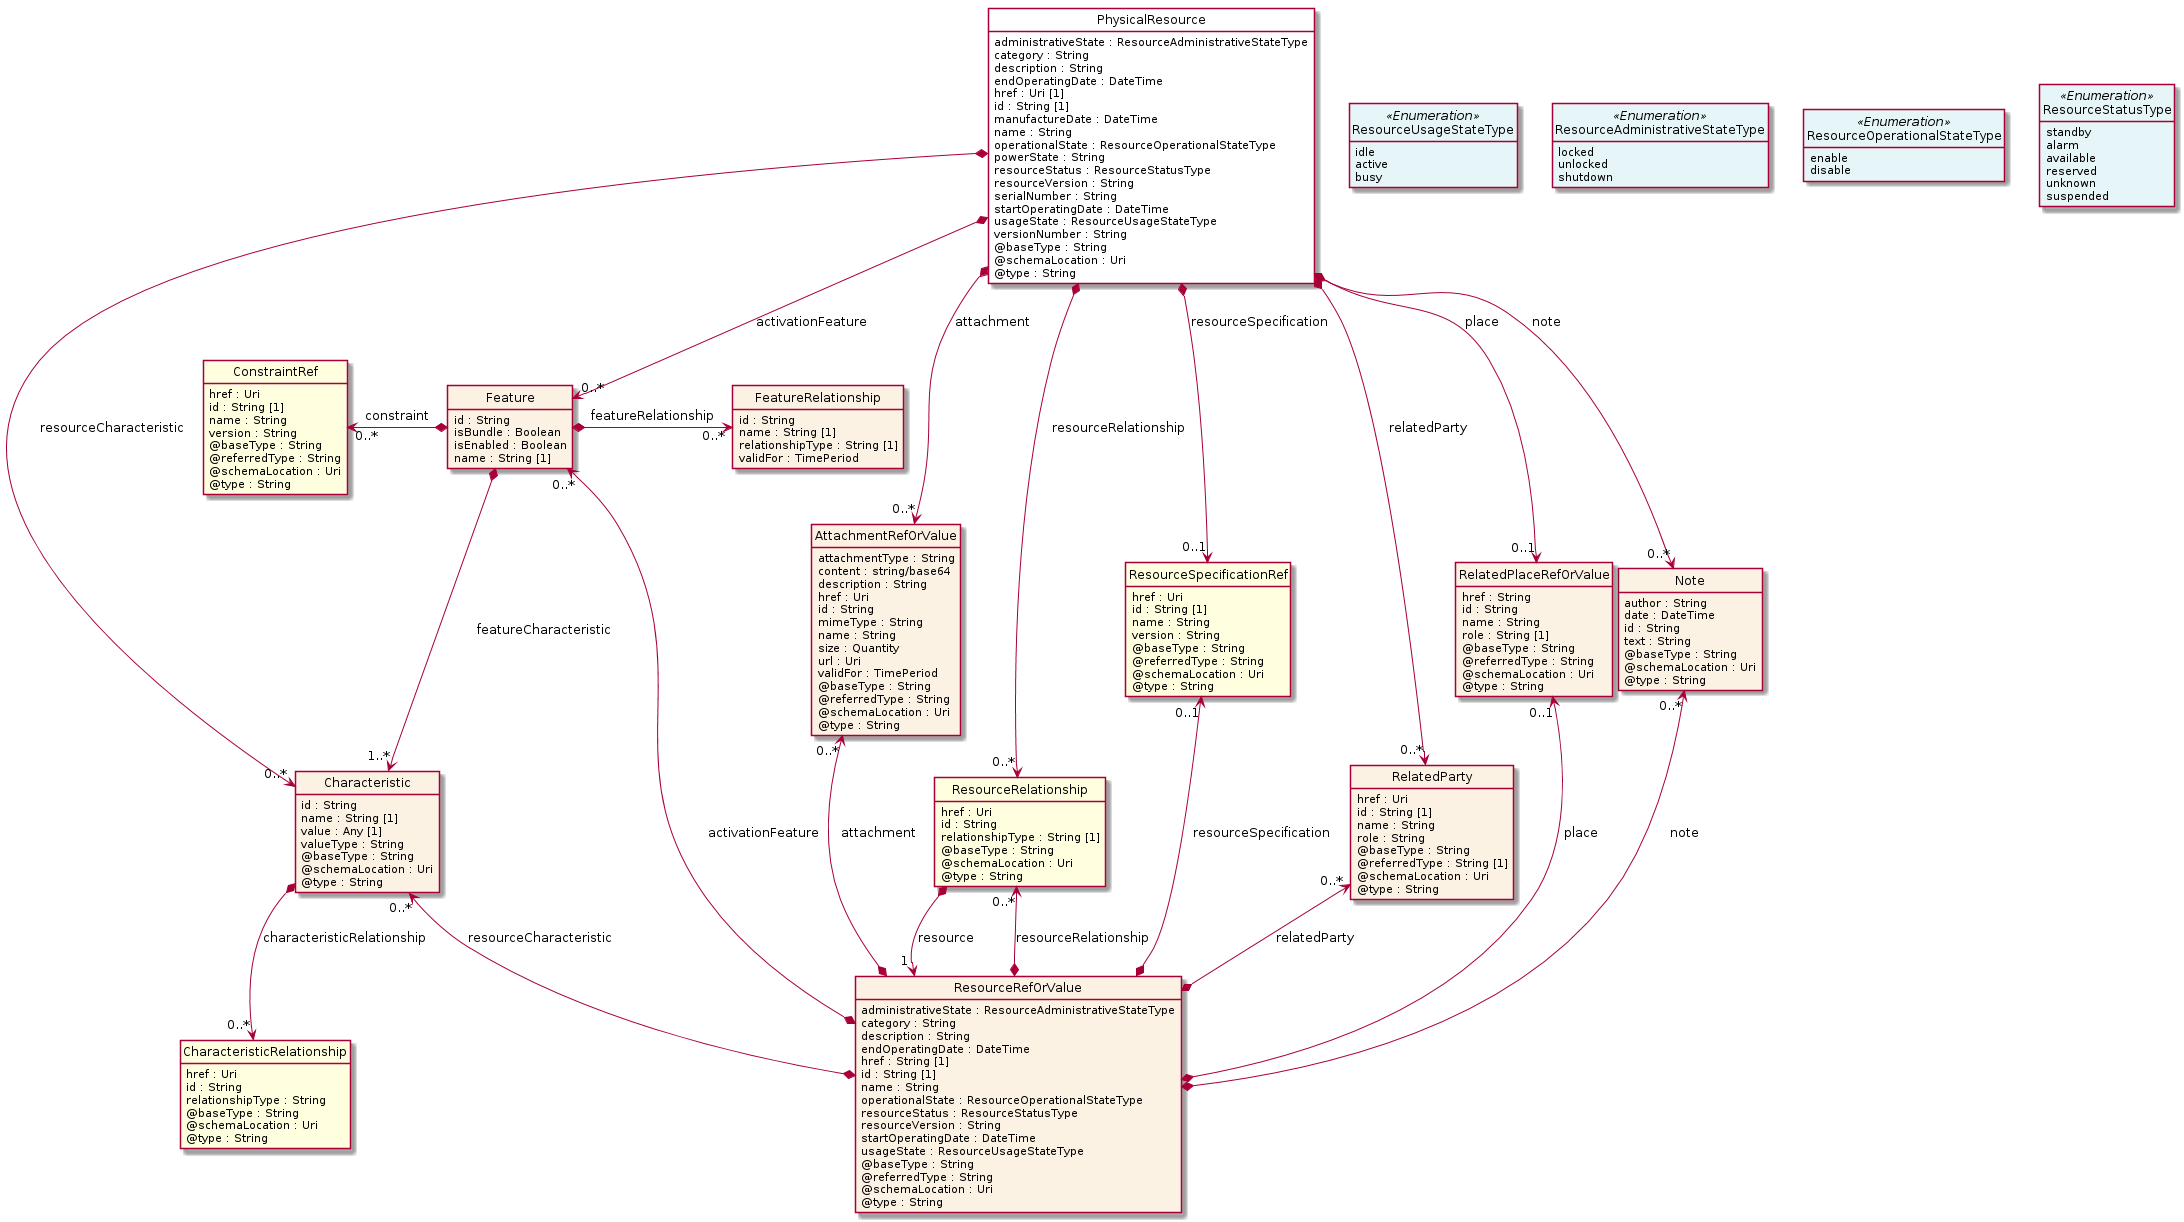 PhysicalResource
administrativeState : ResourceAdministrativeStateType
category : String
description : String
endOperatingDate : DateTime
href : Uri [1]
id : String [1]
manufactureDate : DateTime
name : String
operationalState : ResourceOperationalStateType
powerState : String
resourceStatus : ResourceStatusType
resourceVersion : String
serialNumber : String
startOperatingDate : DateTime
usageState : ResourceUsageStateType
versionNumber : String
@baseType : String
@schemaLocation : Uri
@type : String
«Enumeration»
ResourceUsageStateType
idle
active
busy
«Enumeration»
ResourceAdministrativeStateType
locked
unlocked
shutdown
«Enumeration»
ResourceOperationalStateType
enable
disable
«Enumeration»
ResourceStatusType
standby
alarm
available
reserved
unknown
suspended
activationFeature
attachment
resourceSpecification
place
note
resourceCharacteristic
resourceRelationship
relatedParty
ConstraintRef
href : Uri
id : String [1]
name : String
version : String
@baseType : String
@referredType : String
@schemaLocation : Uri
@type : String
constraint
0..*
0..*
Feature
id : String
isBundle : Boolean
isEnabled : Boolean
name : String [1]
0..*
featureRelationship
0..*
FeatureRelationship
id : String
name : String [1]
relationshipType : String [1]
validFor : TimePeriod
0..*
AttachmentRefOrValue
attachmentType : String
content : string/base64
description : String
href : Uri
id : String
mimeType : String
name : String
size : Quantity
url : Uri
validFor : TimePeriod
@baseType : String
@referredType : String
@schemaLocation : Uri
@type : String
0..*
0..1
ResourceSpecificationRef
href : Uri
id : String [1]
name : String
version : String
@baseType : String
@referredType : String
@schemaLocation : Uri
@type : String
0..1
0..1
RelatedPlaceRefOrValue
href : String
id : String
name : String
role : String [1]
@baseType : String
@referredType : String
@schemaLocation : Uri
@type : String
0..1
0..*
Note
author : String
date : DateTime
id : String
text : String
@baseType : String
@schemaLocation : Uri
@type : String
0..*
featureCharacteristic
1..*
0..*
Characteristic
id : String
name : String [1]
value : Any [1]
valueType : String
@baseType : String
@schemaLocation : Uri
@type : String
0..*
activationFeature
attachment
0..*
ResourceRelationship
href : Uri
id : String
relationshipType : String [1]
@baseType : String
@schemaLocation : Uri
@type : String
0..*
resourceSpecification
0..*
RelatedParty
href : Uri
id : String [1]
name : String
role : String
@baseType : String
@referredType : String [1]
@schemaLocation : Uri
@type : String
0..*
place
note
characteristicRelationship
resourceCharacteristic
resource
1
resourceRelationship
relatedParty
0..*
CharacteristicRelationship
href : Uri
id : String
relationshipType : String
@baseType : String
@schemaLocation : Uri
@type : String
ResourceRefOrValue
administrativeState : ResourceAdministrativeStateType
category : String
description : String
endOperatingDate : DateTime
href : String [1]
id : String [1]
name : String
operationalState : ResourceOperationalStateType
resourceStatus : ResourceStatusType
resourceVersion : String
startOperatingDate : DateTime
usageState : ResourceUsageStateType
@baseType : String
@referredType : String
@schemaLocation : Uri
@type : String